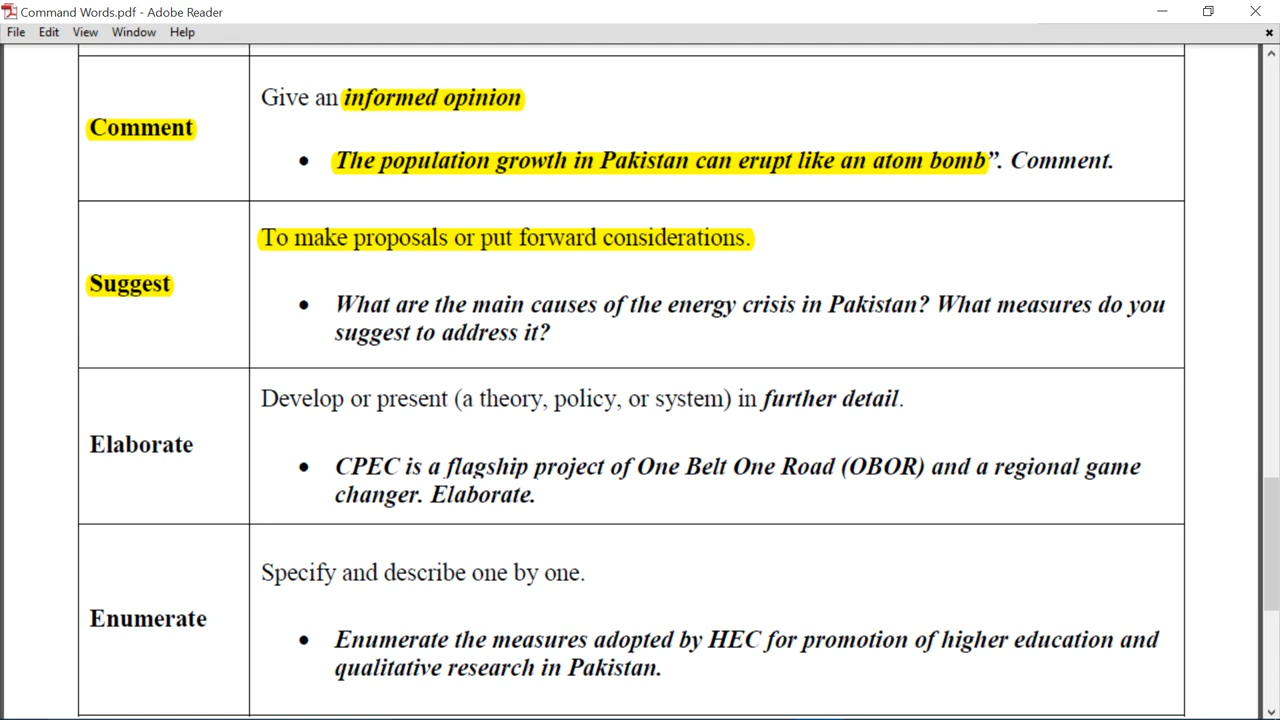 Command Words.pdf - Adobe Reader
File Edit View Window Help
Give an informed opinion
Comment
• The population growth in Pakistan can erupt like an atom bomb”. Comment.
To make proposals or put forward considerations.
Suggest
• What are the main causes of the energy crisis in Pakistan? What measures do you
suggest to address it?
Develop or present (a theory, policy, or system) in further detail.
Elaborate
• CPEC is a flagship project of One Belt One Road (OBOR) and a regional game
changer. Elaborate.
Specify and describe one by one.
Enumerate
• Enumerate the measures adopted by HEC for promotion of higher education and
qualitative research in Pakistan.